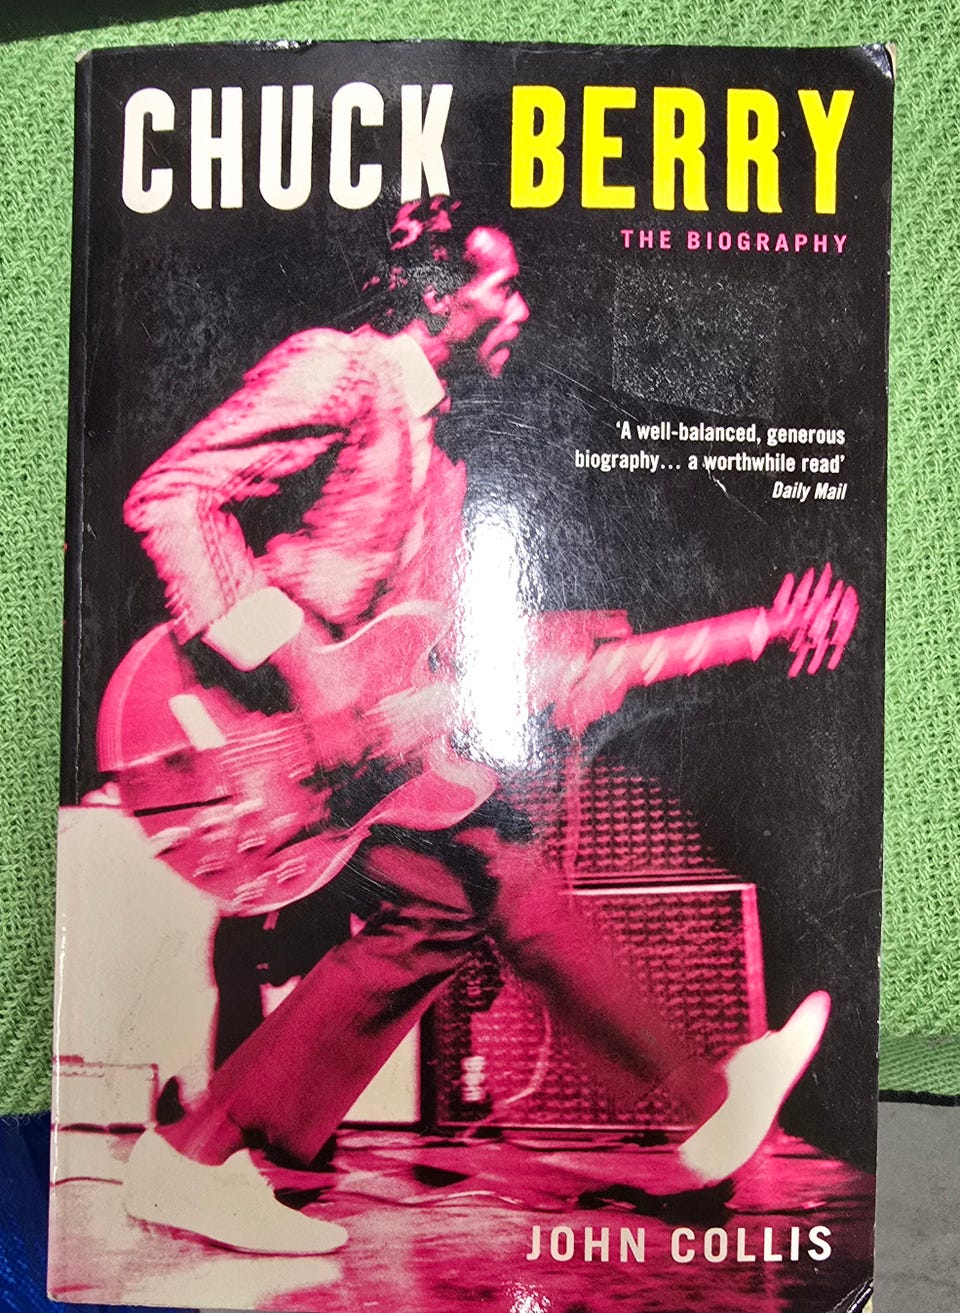 CHUCK BERRY
THE BIOGRAPHY
‘A well-balanced, generous
biography... a worthwhile read’
Daily Mail
JOHN COLLIS